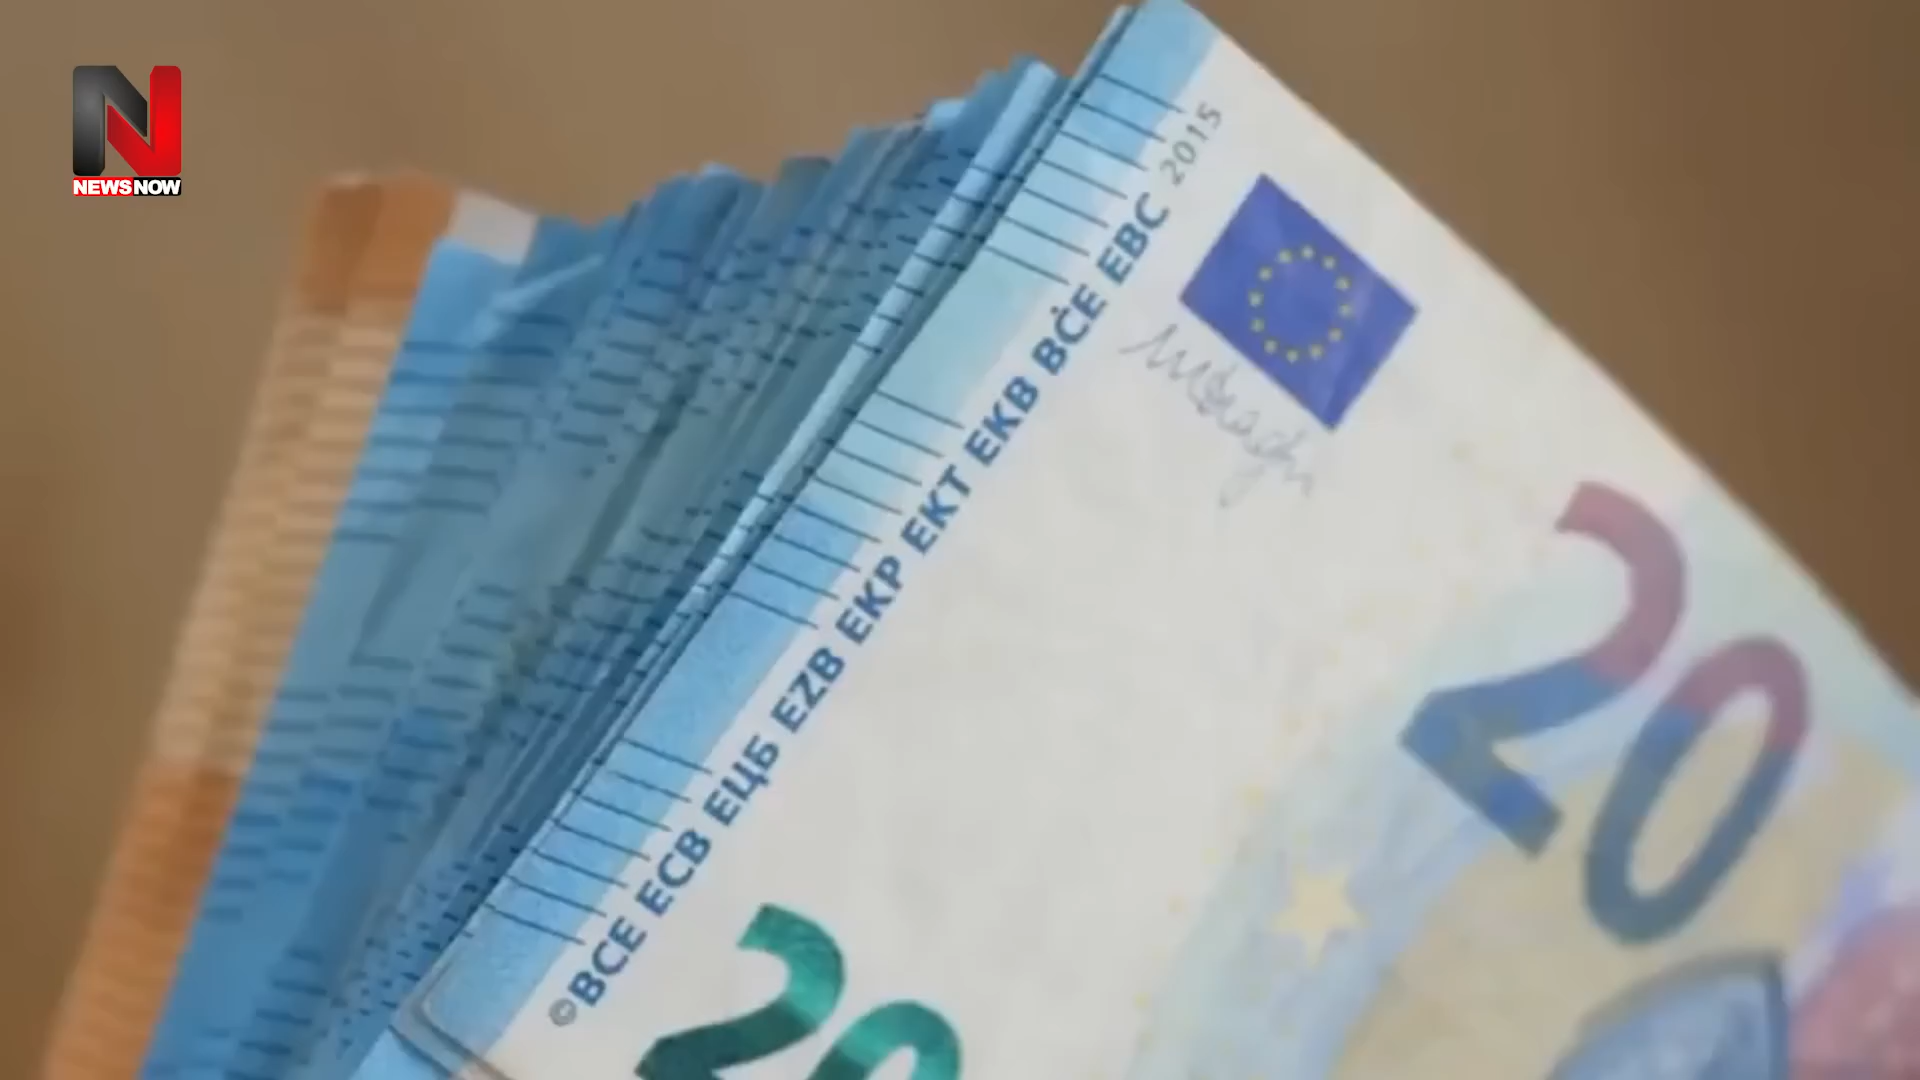 NEWSNOW
©BCE ECB ЕЦБ EZB EKP EKT EKB BĊE EBC 2015
20
20